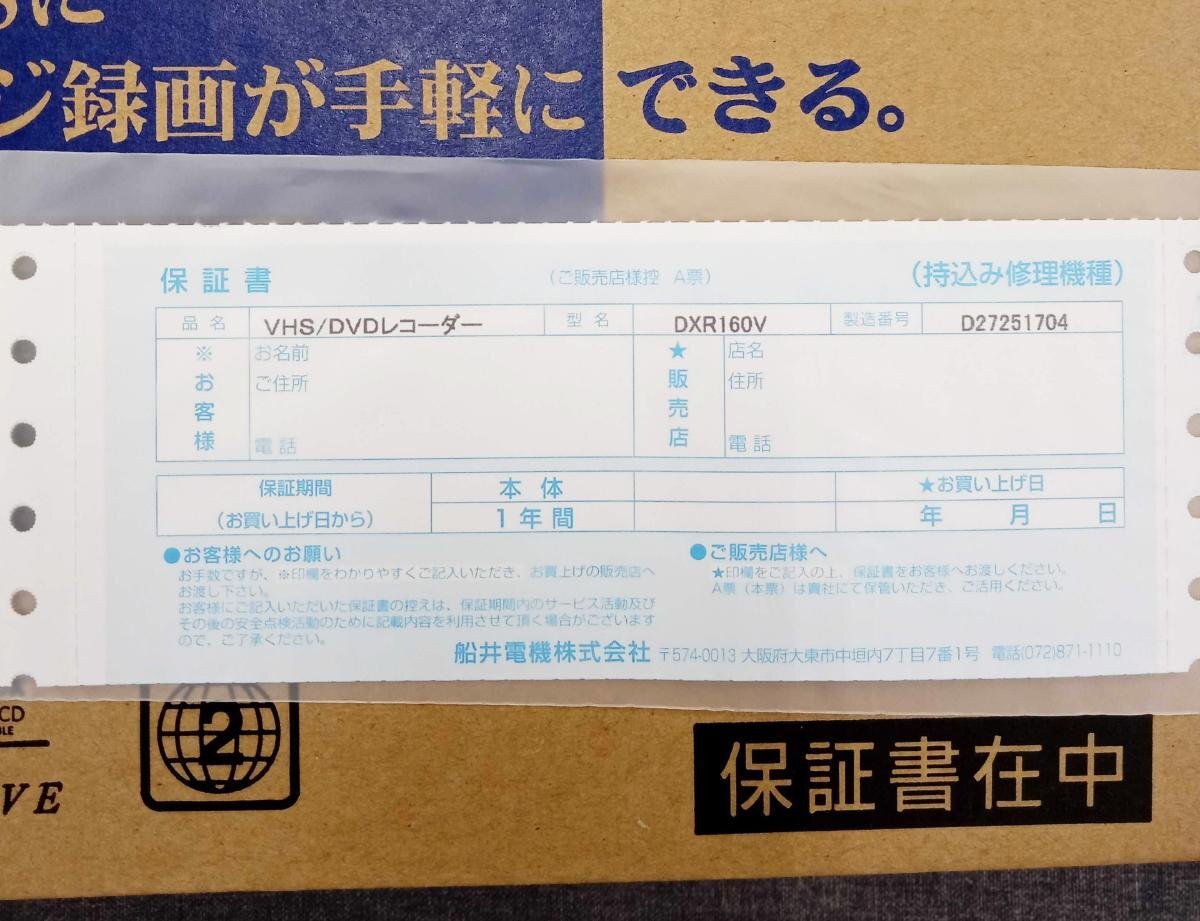 らに
ジ録画が手軽に できる。
保証書 (ご販売店様控 A票) (持込み修理機種)
品名 VHS/DVDレコーダー 型名 DXR160V 製造番号 D27251704
※お客様 お名前 ★販売店 店名
ご住所 住所
電話 電話
保証期間 本体 ★お買い上げ日
(お買い上げ日から) 1年間 年 月 日
●お客様へのお願い
お手数ですが、※印欄をわかりやすくご記入いただき、お買上げの販売店へ
お渡し下さい。
お客様にご記入いただいた保証書の控えは、保証期間内のサービス活動及び
その後の安全点検活動のために記載内容を利用させて頂く場合がございます
ので、ご了承ください。
●ご販売店様へ
★印欄をご記入の上、保証書をお客様へお渡しください。
A票(本票)は貴社にて保管いただき、ご活用ください。
船井電機株式会社 〒574-0013 大阪府大東市中垣内7丁目7番1号 電話(072)871-1110
CD
BLE
VE
2
保証書在中